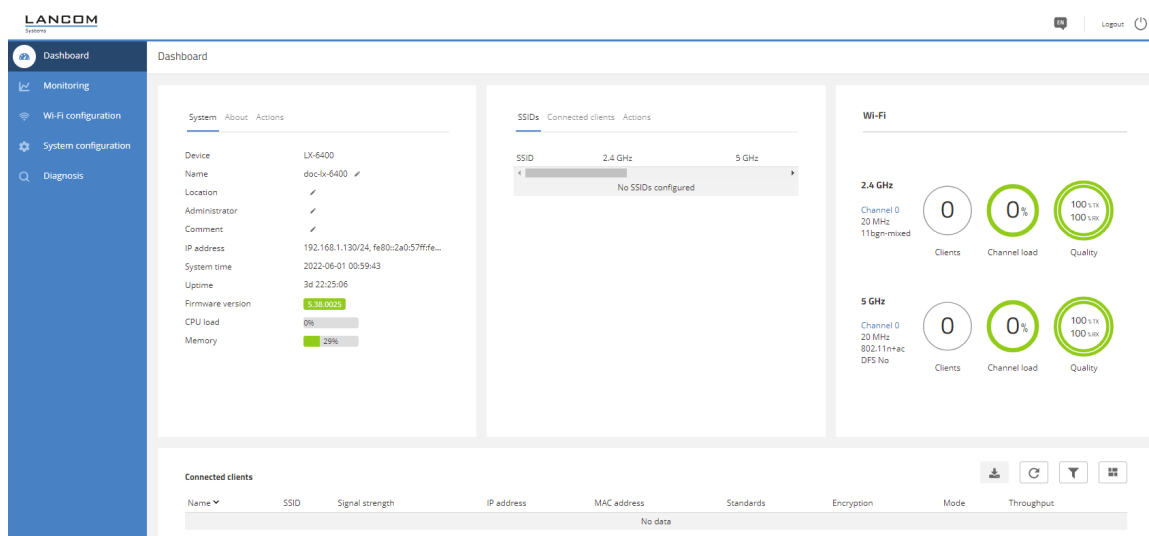 LANCOM
Systems
EN
Logout
Dashboard
Monitoring
Wi-Fi configuration
System configuration
Diagnosis
Dashboard
System About Actions
Device LX-6400
Name doc-lx-6400
Location
Administrator
Comment
IP address 192.168.1.130/24, fe80::2a0:57ff:fe...
System time 2022-06-01 00:59:43
Uptime 3d 22:25:06
Firmware version 5.38.0025
CPU load 0%
Memory 29%
SSIDs Connected clients Actions
SSID 2.4 GHz 5 GHz
No SSIDs configured
Wi-Fi
2.4 GHz
Channel 0
20 MHz
11bgn-mixed
0
Clients
0%
Channel load
100 % TX
100 % RX
Quality
5 GHz
Channel 0
20 MHz
802.11n+ac
DFS No
0
Clients
0%
Channel load
100 % TX
100 % RX
Quality
Connected clients
Name SSID Signal strength IP address MAC address Standards Encryption Mode Throughput
No data